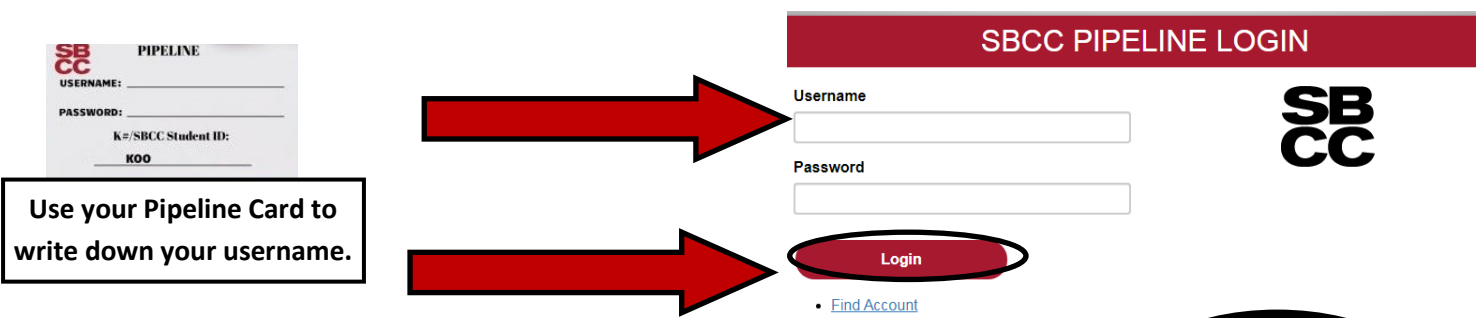 SB
CC
PIPELINE
USERNAME:
PASSWORD:
K#/SBCC Student ID:
K00
Use your Pipeline Card to
write down your username.
SBCC PIPELINE LOGIN
Username
SB
CC
Password
Login
Find Account